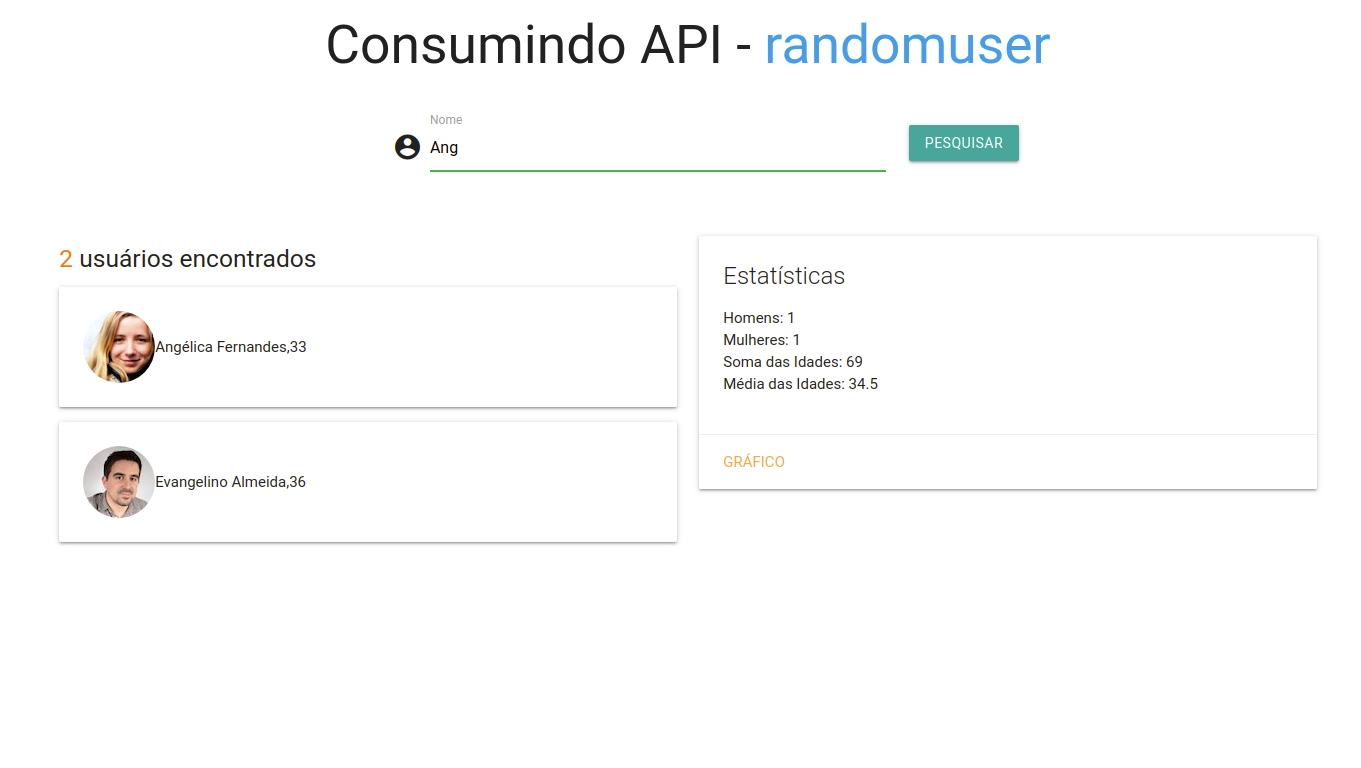 Consumindo API - randomuser
Nome
Ang
PESQUISAR
2 usuários encontrados
Angélica Fernandes,33
Evangelino Almeida,36
Estatísticas
Homens: 1
Mulheres: 1
Soma das Idades: 69
Média das Idades: 34.5
GRÁFICO